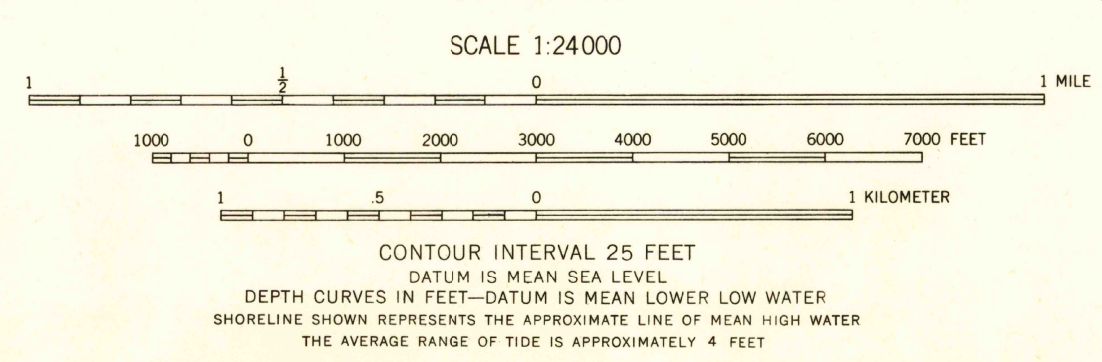 SCALE 1:24000
1 ½ 0 1 MILE
1000 0 1000 2000 3000 4000 5000 6000 7000 FEET
1 .5 0 1 KILOMETER
CONTOUR INTERVAL 25 FEET
DATUM IS MEAN SEA LEVEL
DEPTH CURVES IN FEET—DATUM IS MEAN LOWER LOW WATER
SHORELINE SHOWN REPRESENTS THE APPROXIMATE LINE OF MEAN HIGH WATER
THE AVERAGE RANGE OF TIDE IS APPROXIMATELY 4 FEET